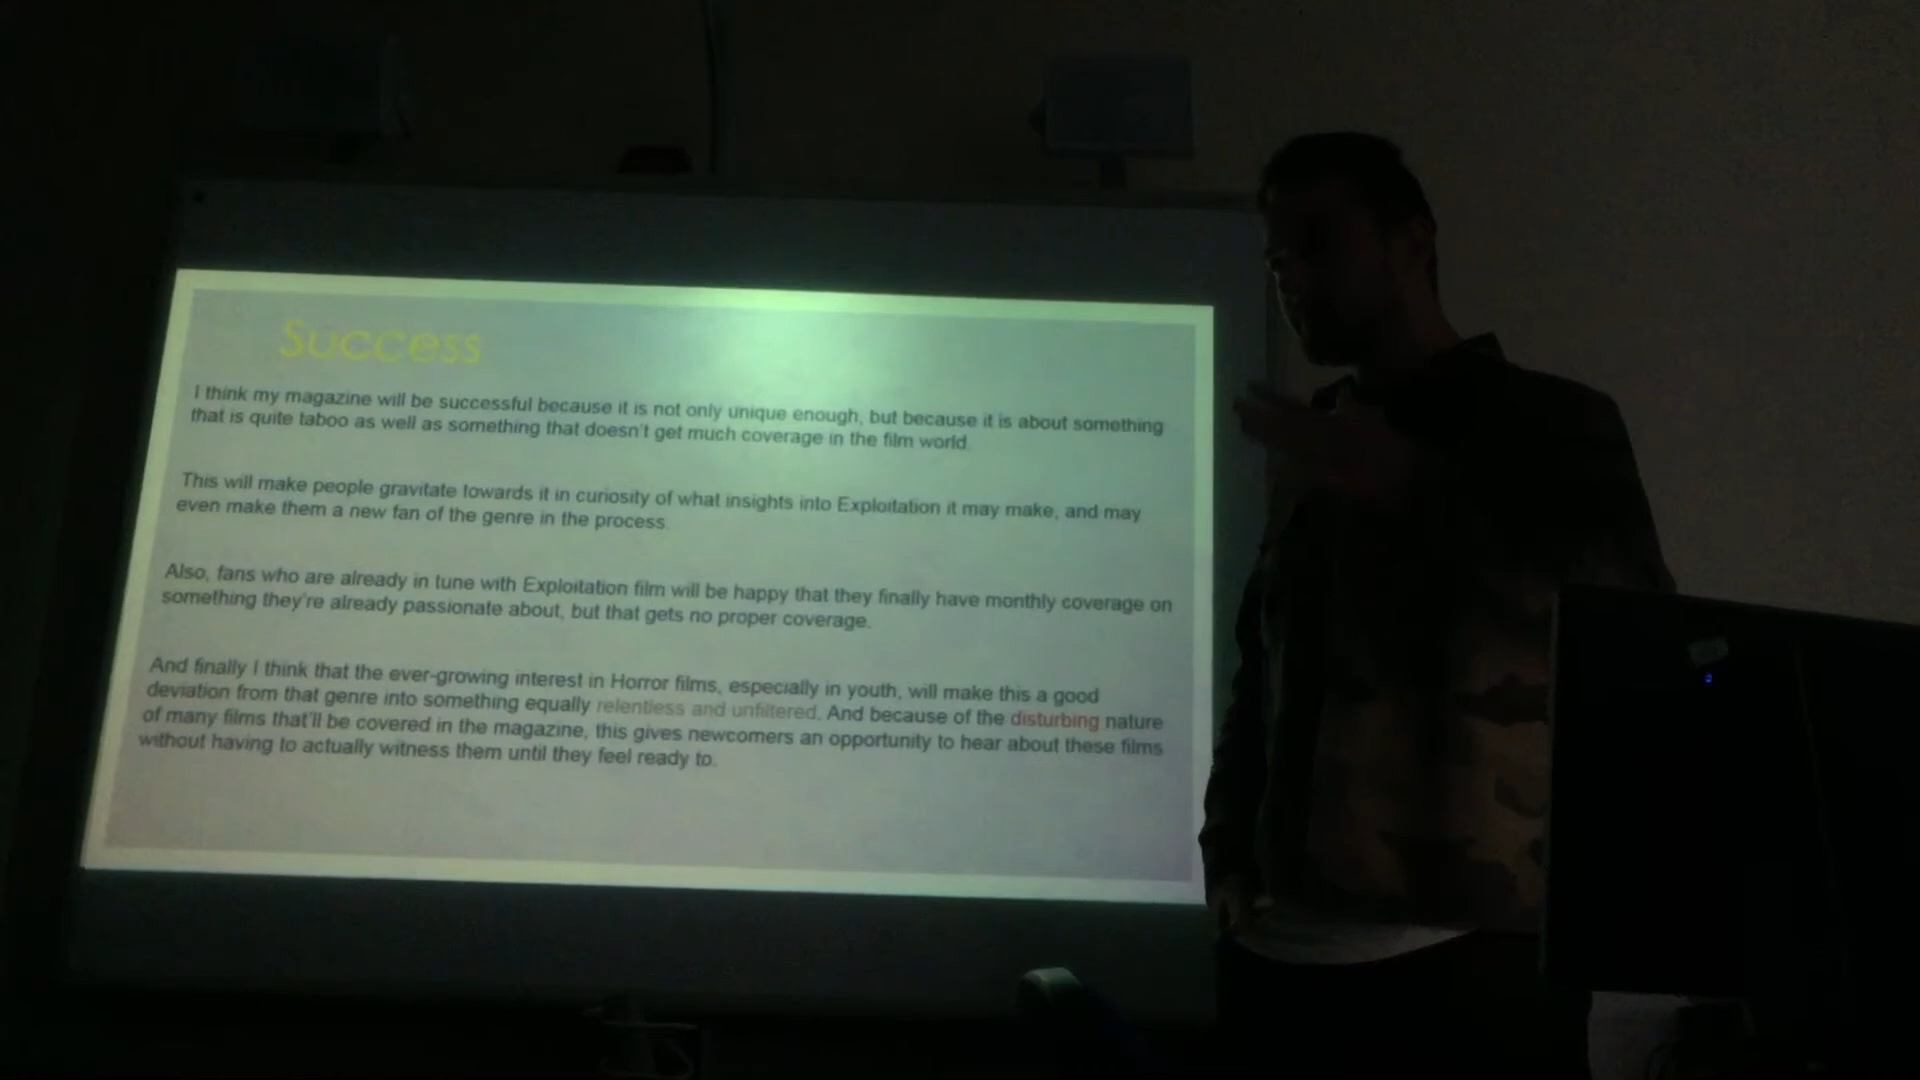 Success
I think my magazine will be successful because it is not only unique enough, but because it is about something
that is quite taboo as well as something that doesn't get much coverage in the film world.
This will make people gravitate towards it in curiosity of what insights into Exploitation it may make, and may
even make them a new fan of the genre in the process.
Also, fans who are already in tune with Exploitation film will be happy that they finally have monthly coverage on
something they're already passionate about, but that gets no proper coverage.
And finally I think that the ever-growing interest in Horror films, especially in youth, will make this a good
deviation from that genre into something equally relentless and unfiltered. And because of the disturbing nature
of many films that'll be covered in the magazine, this gives newcomers an opportunity to hear about these films
without having to actually witness them until they feel ready to.